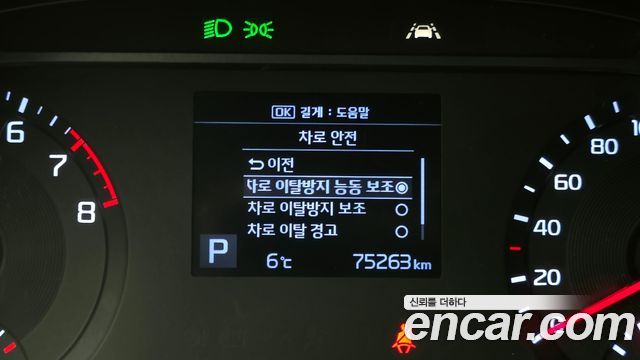 [OK] 길게 : 도움말
차로 안전
이전
차로 이탈방지 능동 보조
차로 이탈방지 보조
차로 이탈 경고
P 6℃ 75263 km
6
7
8
80
60
40
20
신뢰를 더하다
encar.com